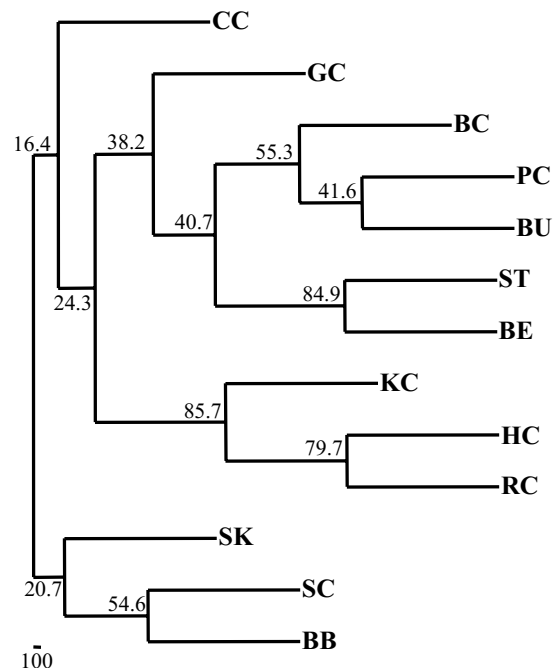 CC
GC
38.2
BC
16.4
55.3
PC
41.6
BU
40.7
ST
24.3
84.9
BE
KC
85.7
HC
79.7
RC
SK
20.7
SC
54.6
BB
100